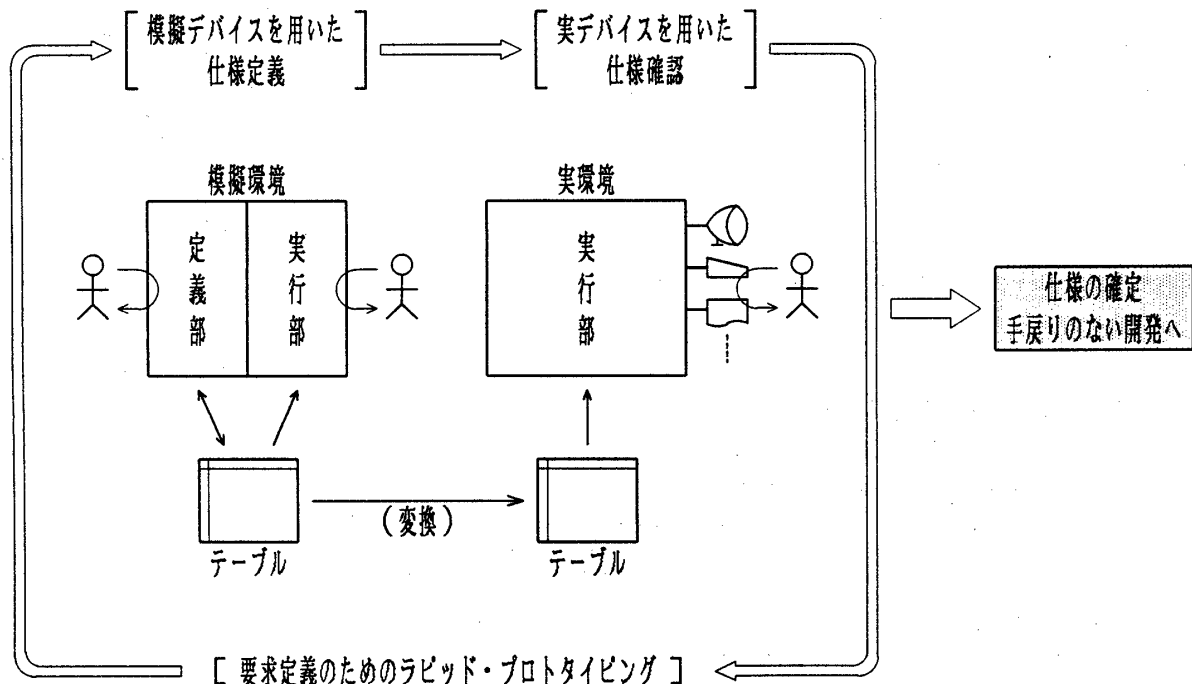 [ 模擬デバイスを用いた
仕様定義 ]
[ 実デバイスを用いた
仕様確認 ]
模擬環境
実環境
定義部
実行部
実行部
仕様の確定
手戻りのない開発へ
(変換)
テーブル
テーブル
[ 要求定義のためのラピッド・プロトタイピング ]